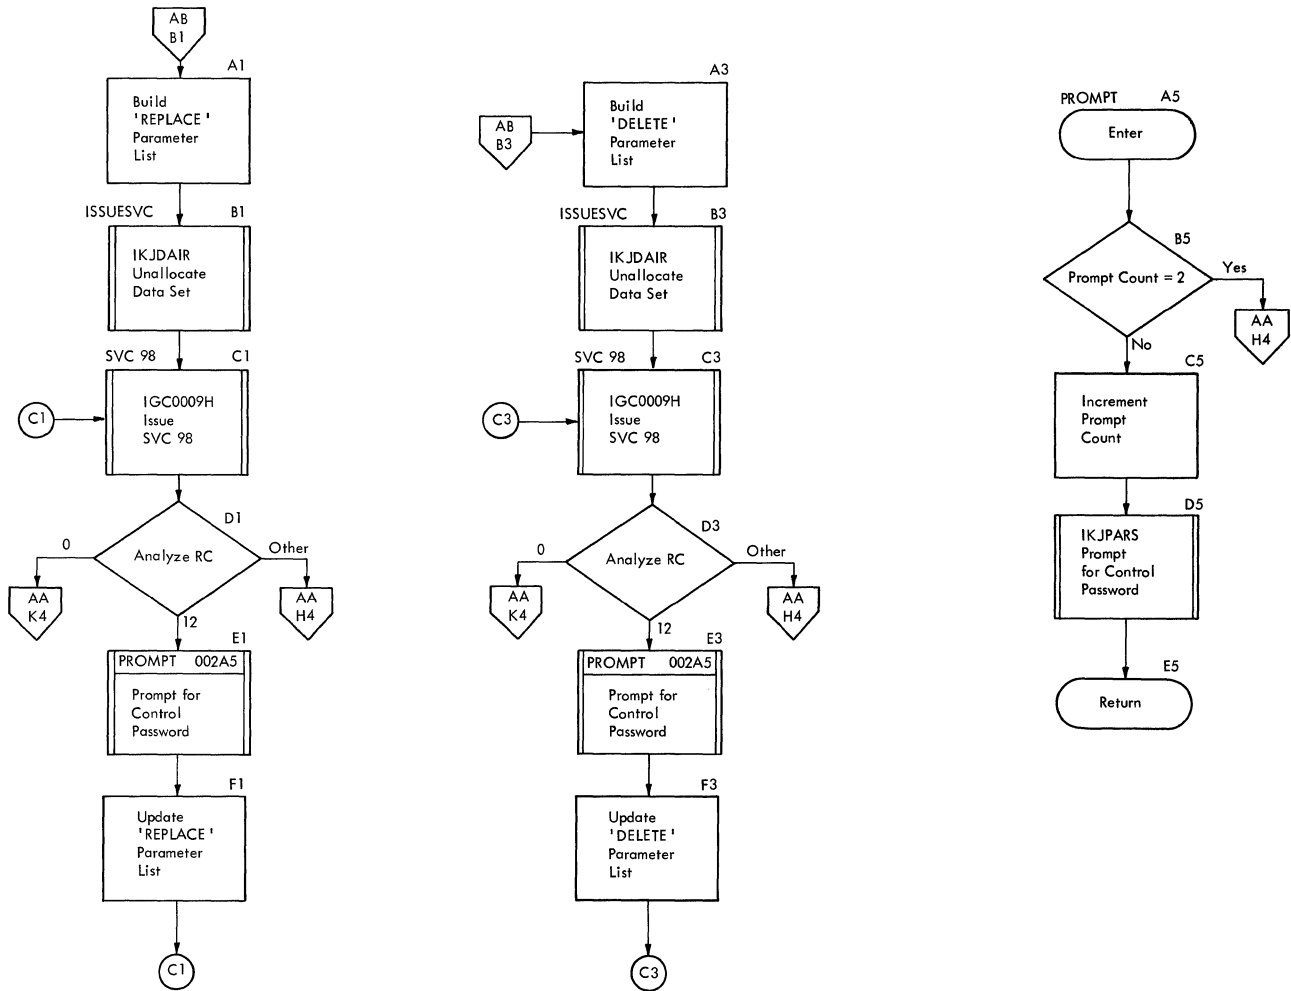 AB
B1
A1
Build
'REPLACE'
Parameter
List
ISSUESVC B1
IKJDAIR
Unallocate
Data Set
SVC 98 C1
C1
IGC0009H
Issue
SVC 98
D1
Analyze RC
0
Other
AA
K4
AA
H4
12
E1
PROMPT 002A5
Prompt for
Control
Password
F1
Update
'REPLACE'
Parameter
List
C1
A3
AB
B3
Build
'DELETE'
Parameter
List
ISSUESVC B3
IKJDAIR
Unallocate
Data Set
SVC 98 C3
C3
IGC0009H
Issue
SVC 98
D3
Analyze RC
0
Other
AA
K4
AA
H4
12
E3
PROMPT 002A5
Prompt for
Control
Password
F3
Update
'DELETE'
Parameter
List
C3
PROMPT A5
Enter
B5
Prompt Count = 2
Yes
AA
H4
No
C5
Increment
Prompt
Count
D5
IKJPARS
Prompt
for Control
Password
E5
Return